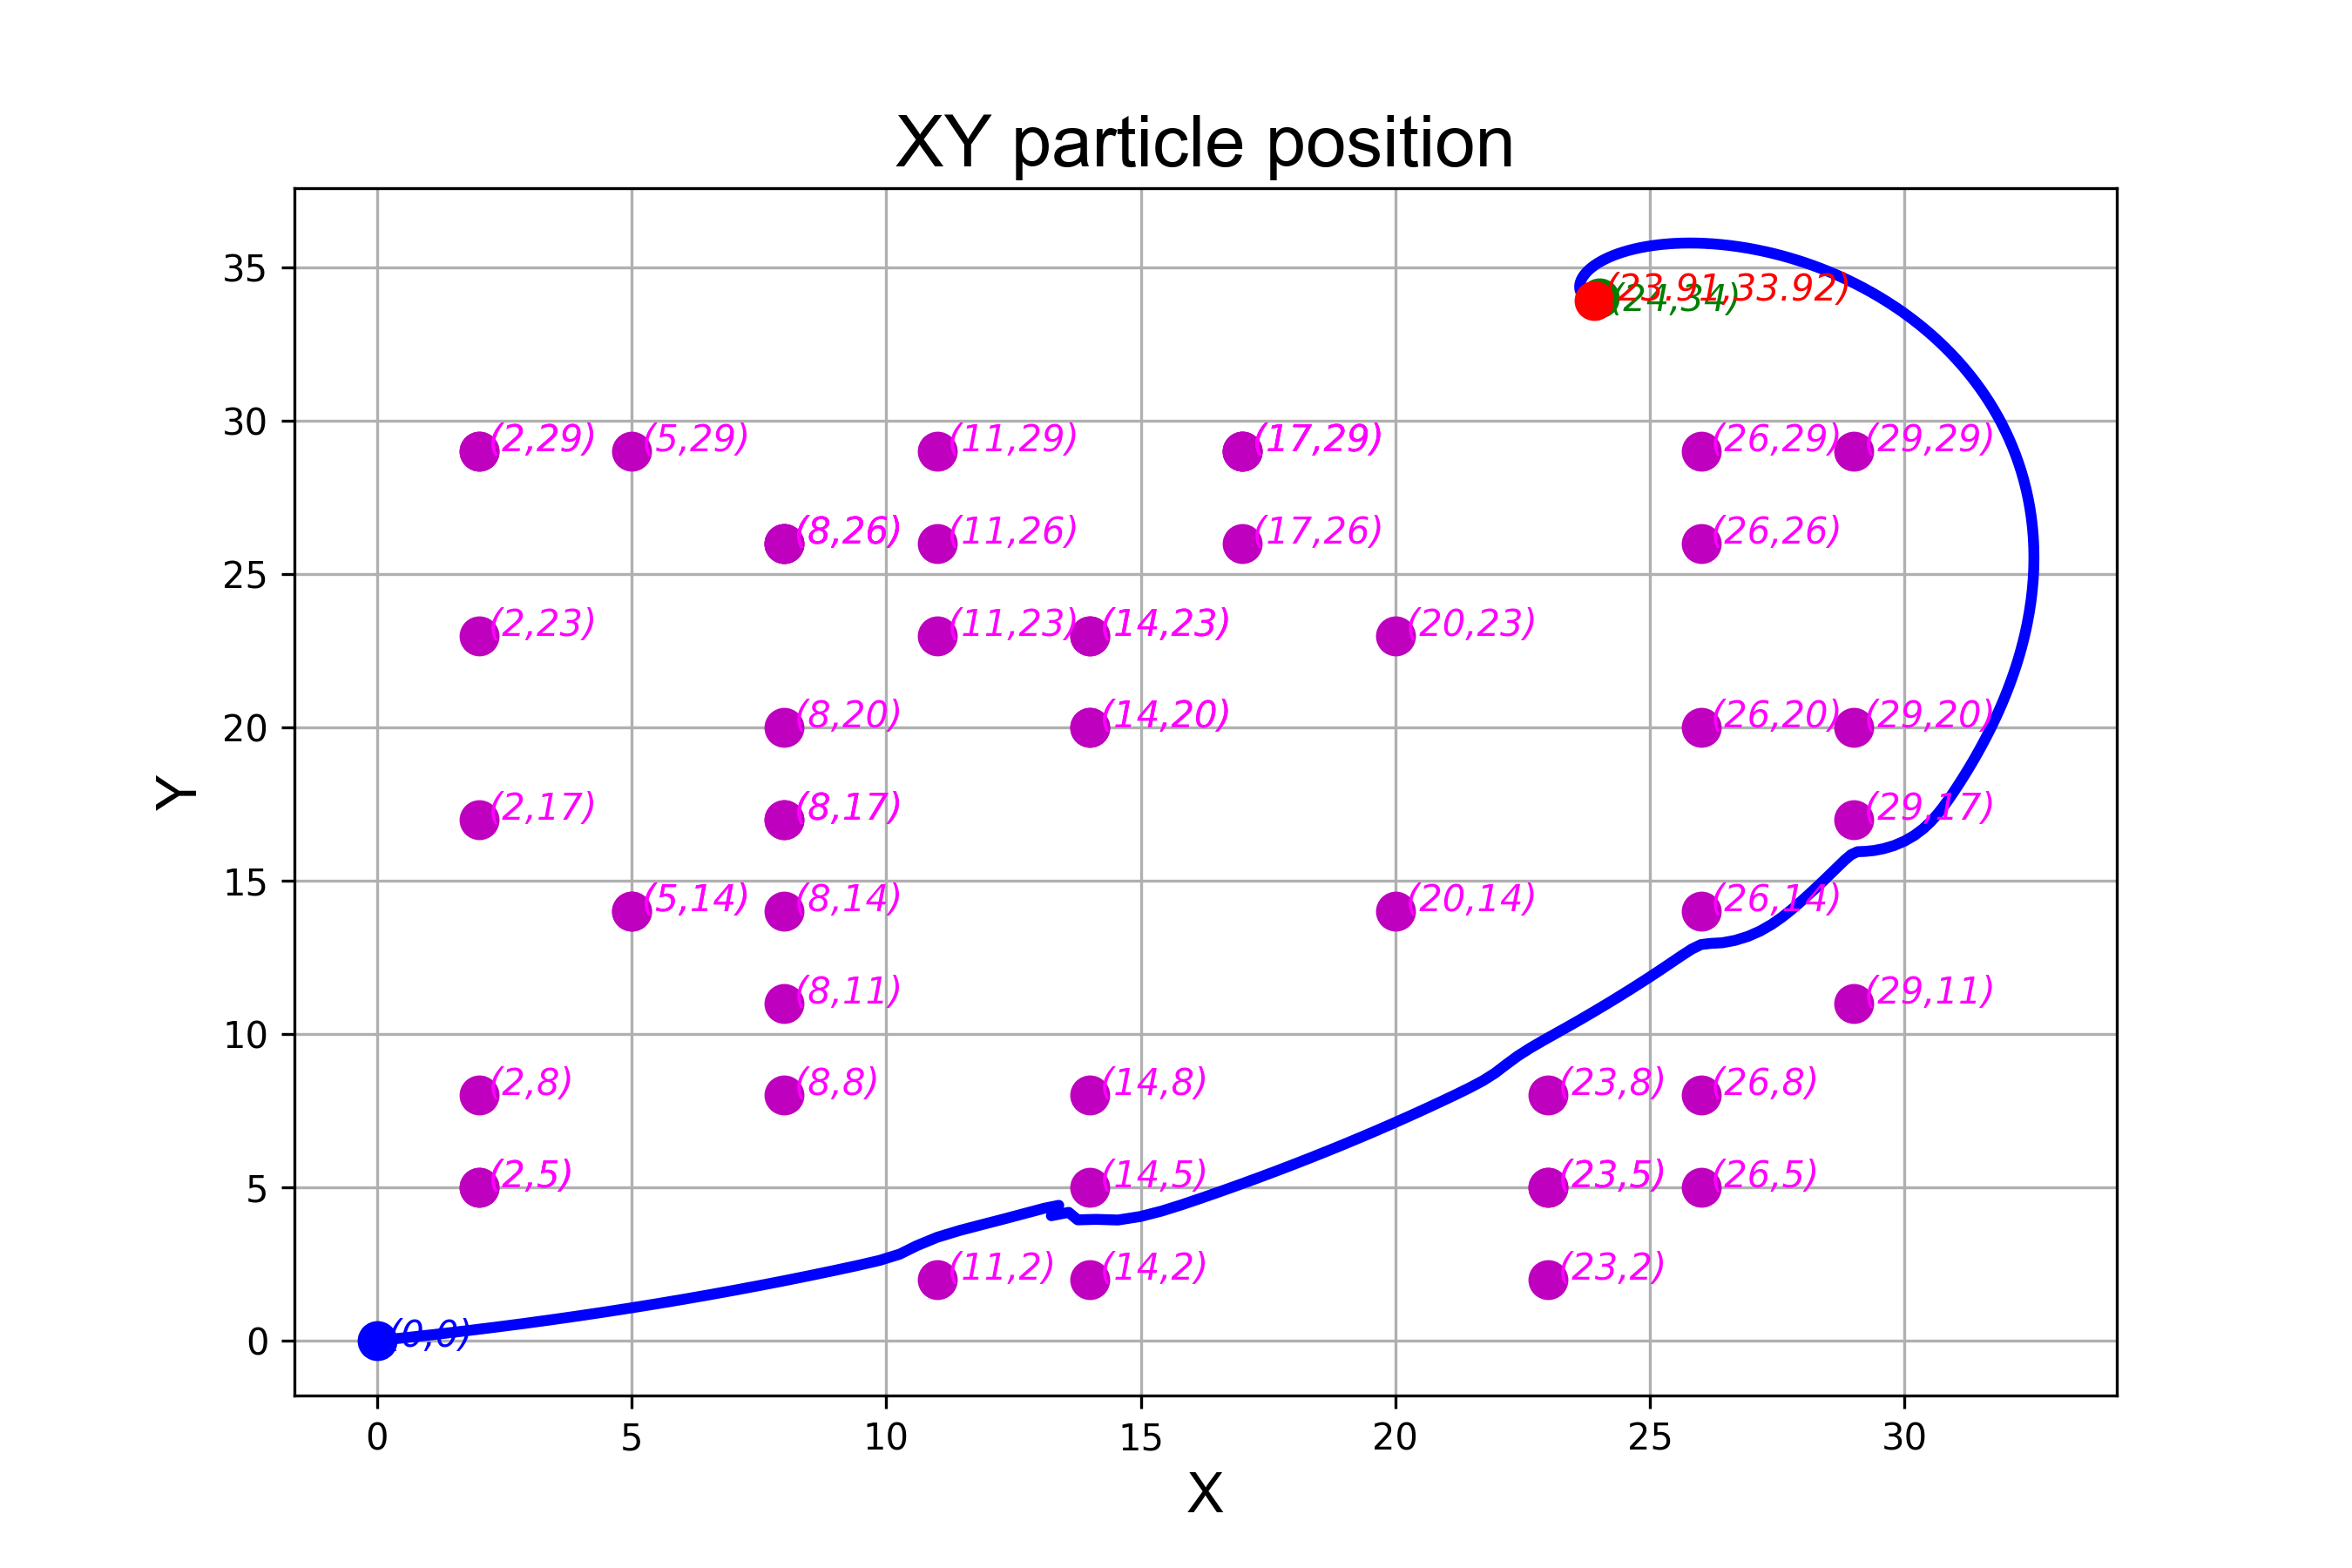 XY particle position
35
(23.91,33.92)
(24,34)
30
(2,29) (5,29) (11,29) (17,29) (26,29) (29,29)
(8,26) (11,26) (17,26) (26,26)
25
(2,23) (11,23) (14,23) (20,23)
20
(8,20) (14,20) (26,20) (29,20)
(2,17) (8,17) (29,17)
Y
15
(5,14) (8,14) (20,14) (26,14)
(8,11) (29,11)
10
(2,8) (8,8) (14,8) (23,8) (26,8)
5
(2,5) (14,5) (23,5) (26,5)
(11,2) (14,2) (23,2)
0
(0,0)
0 5 10 15 20 25 30
X